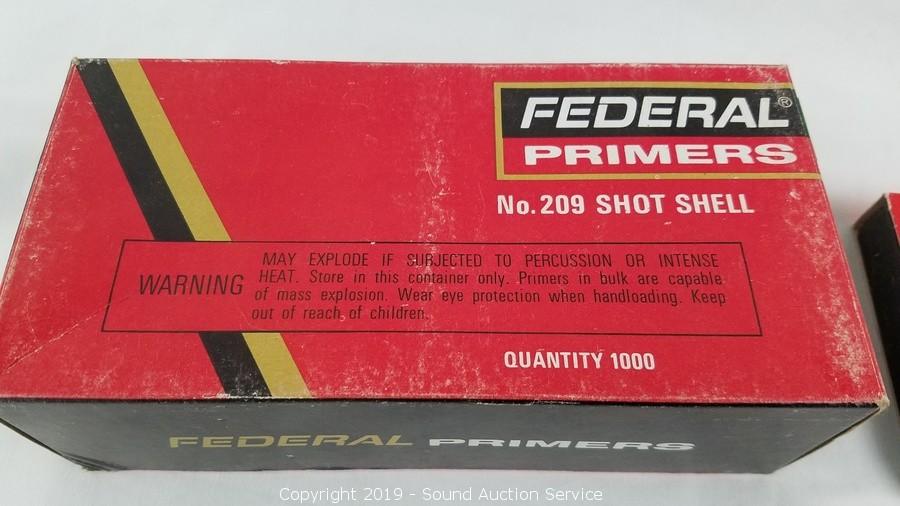 FEDERAL®
PRIMERS
No. 209 SHOT SHELL
WARNING
MAY EXPLODE IF SUBJECTED TO PERCUSSION OR INTENSE
HEAT. Store in this container only. Primers in bulk are capable
of mass explosion. Wear eye protection when handloading. Keep
out of reach of children.
QUANTITY 1000
FEDERAL PRIMERS
Copyright 2019 - Sound Auction Service